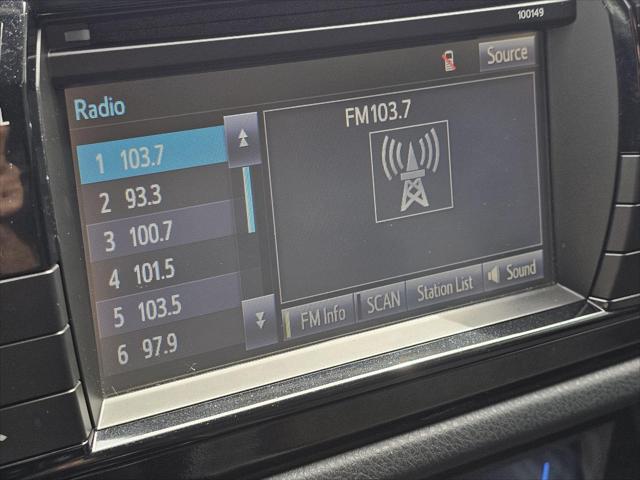 100149
Source
Radio
FM103.7
1 103.7
2 93.3
3 100.7
4 101.5
5 103.5
6 97.9
FM Info SCAN Station List Sound